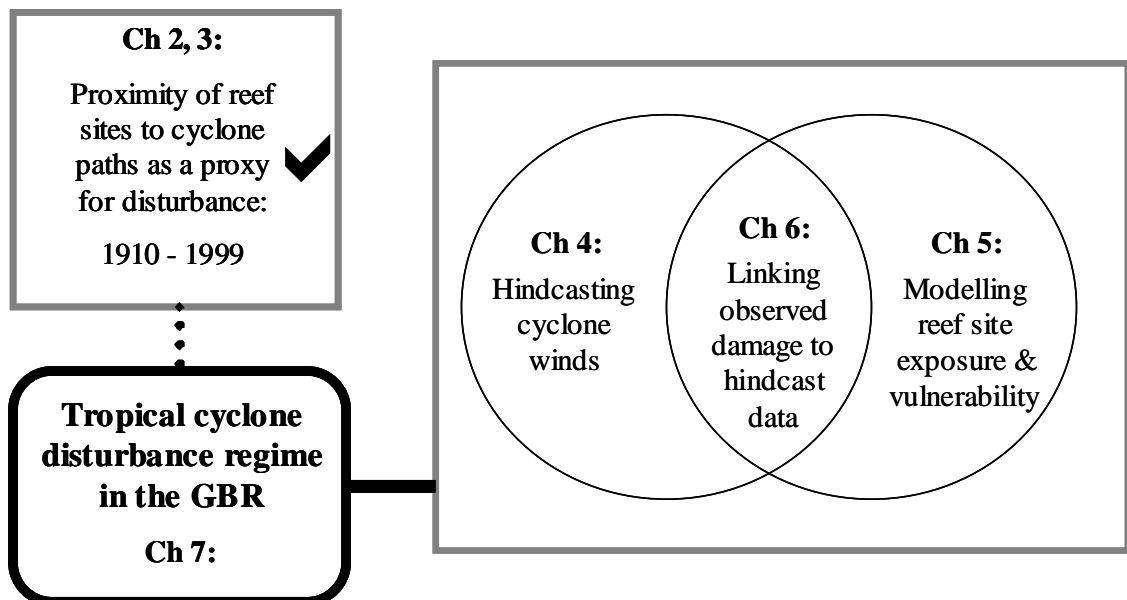 Ch 2, 3:
Proximity of reef
sites to cyclone
paths as a proxy
for disturbance:
1910 - 1999
Tropical cyclone
disturbance regime
in the GBR
Ch 7:
Ch 4:
Hindcasting
cyclone
winds
Ch 6:
Linking
observed
damage to
hindcast
data
Ch 5:
Modelling
reef site
exposure &
vulnerability